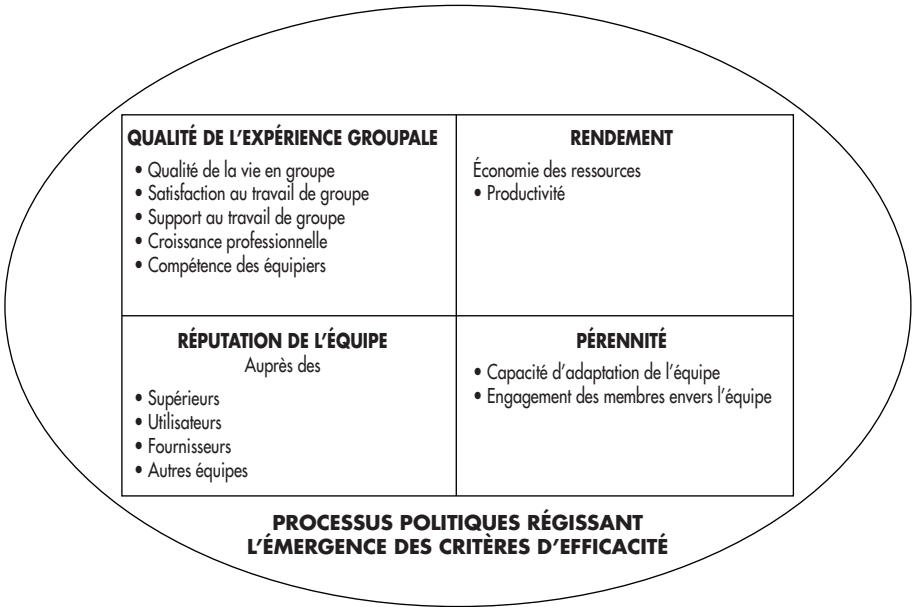 QUALITÉ DE L'EXPÉRIENCE GROUPALE
• Qualité de la vie en groupe
• Satisfaction au travail de groupe
• Support au travail de groupe
• Croissance professionnelle
• Compétence des équipiers
RENDEMENT
Économie des ressources
• Productivité
RÉPUTATION DE L'ÉQUIPE
Auprès des
• Supérieurs
• Utilisateurs
• Fournisseurs
• Autres équipes
PÉRENNITÉ
• Capacité d'adaptation de l'équipe
• Engagement des membres envers l'équipe
PROCESSUS POLITIQUES RÉGISSANT
L'ÉMERGENCE DES CRITÈRES D'EFFICACITÉ